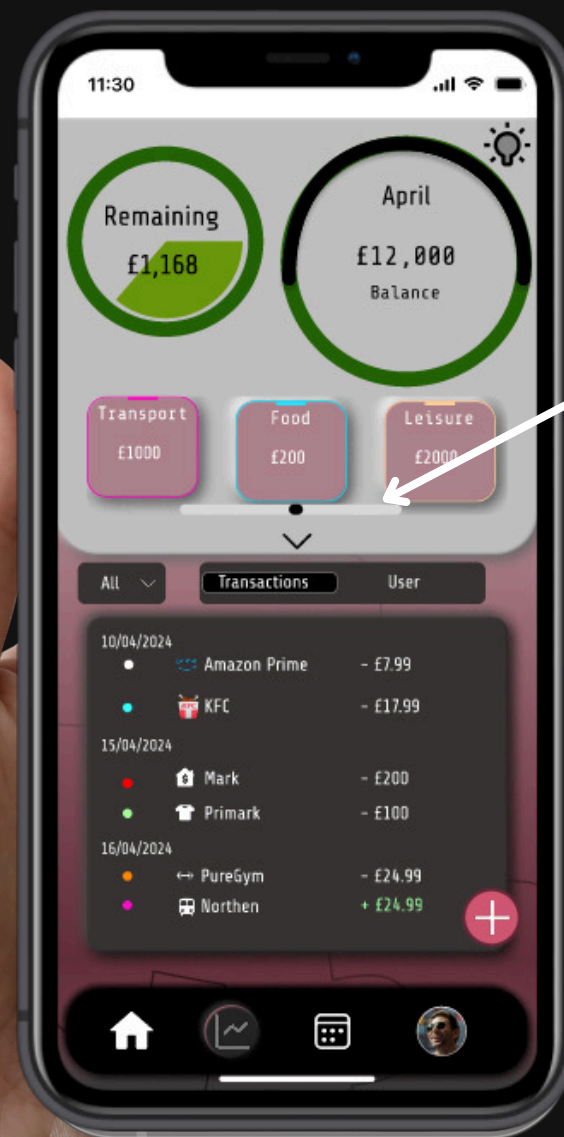 11:30
Remaining
£1,168
April
£12,000
Balance
Transport
£1000
Food
£200
Leisure
£2000
All
Transactions
User
10/04/2024
Amazon Prime - £7.99
KFC - £17.99
15/04/2024
Mark - £200
Primark - £100
16/04/2024
PureGym - £24.99
Northen + £24.99